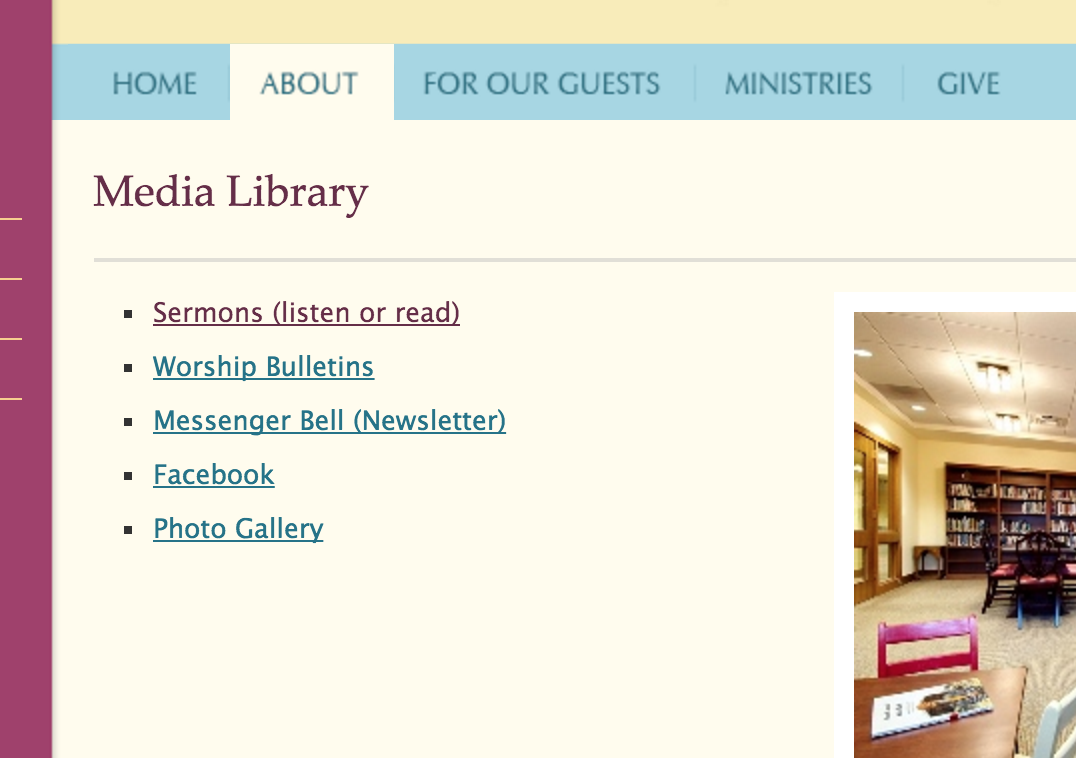 HOME ABOUT FOR OUR GUESTS MINISTRIES GIVE
Media Library
Sermons (listen or read)
Worship Bulletins
Messenger Bell (Newsletter)
Facebook
Photo Gallery